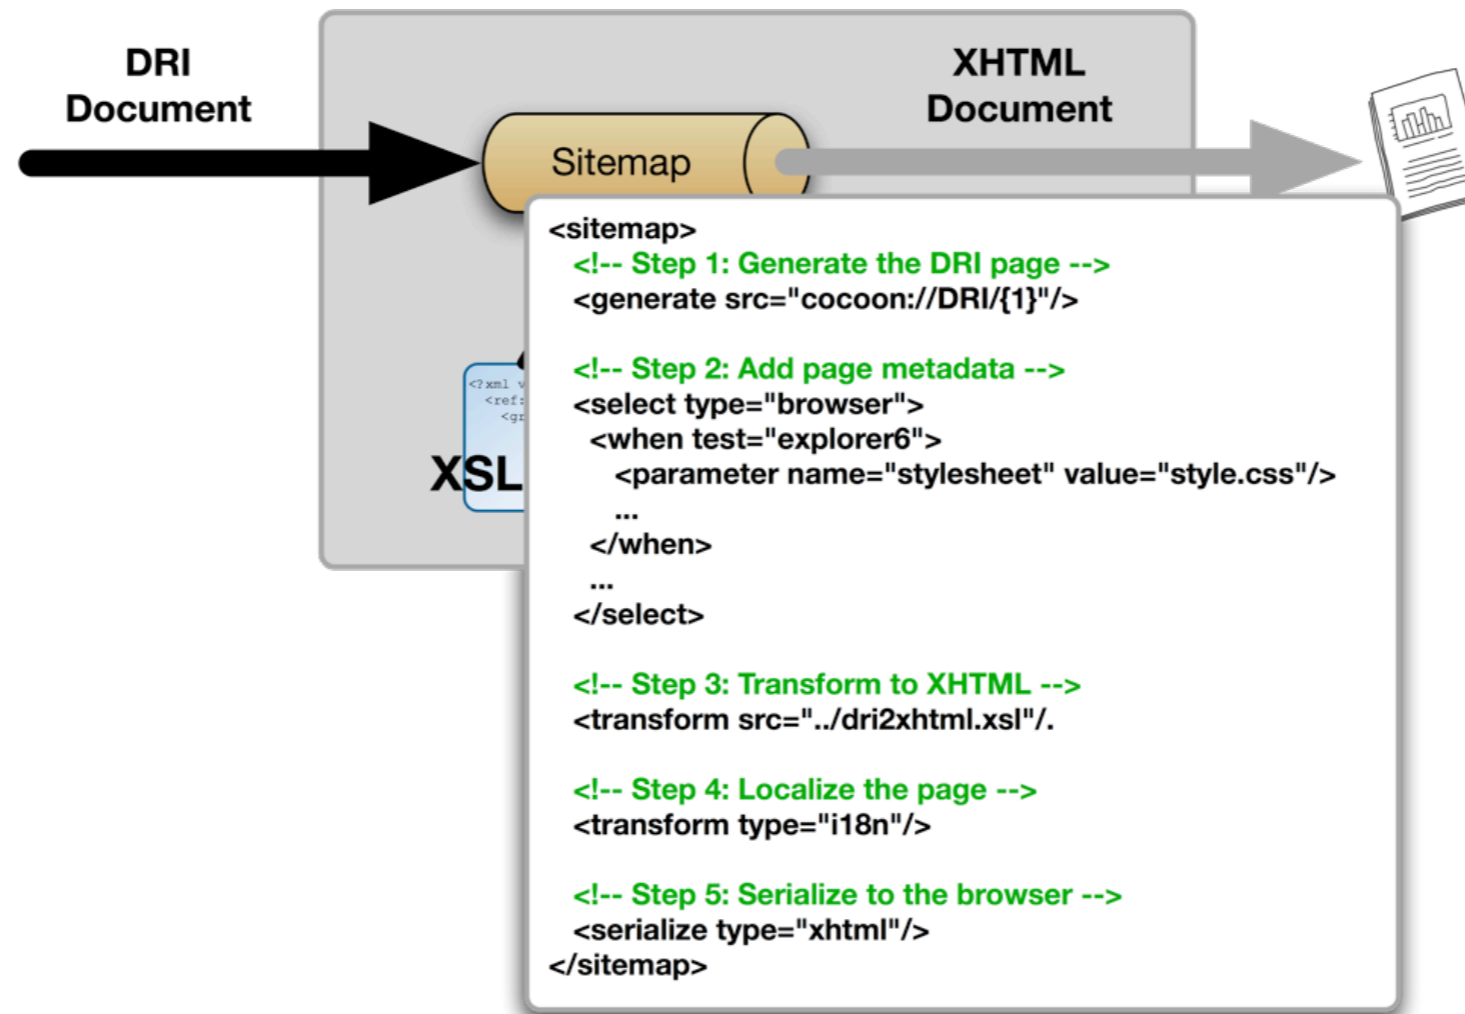 DRI
Document
XHTML
Document
Sitemap
<sitemap>
<!-- Step 1: Generate the DRI page -->
<generate src="cocoon://DRI/{1}"/>
<!-- Step 2: Add page metadata -->
<select type="browser">
<when test="explorer6">
<parameter name="stylesheet" value="style.css"/>
...
</when>
...
</select>
<!-- Step 3: Transform to XHTML -->
<transform src="../dri2xhtml.xsl"/.
<!-- Step 4: Localize the page -->
<transform type="i18n"/>
<!-- Step 5: Serialize to the browser -->
<serialize type="xhtml"/>
</sitemap>
<?xml v
<ref:
<gr
XSL